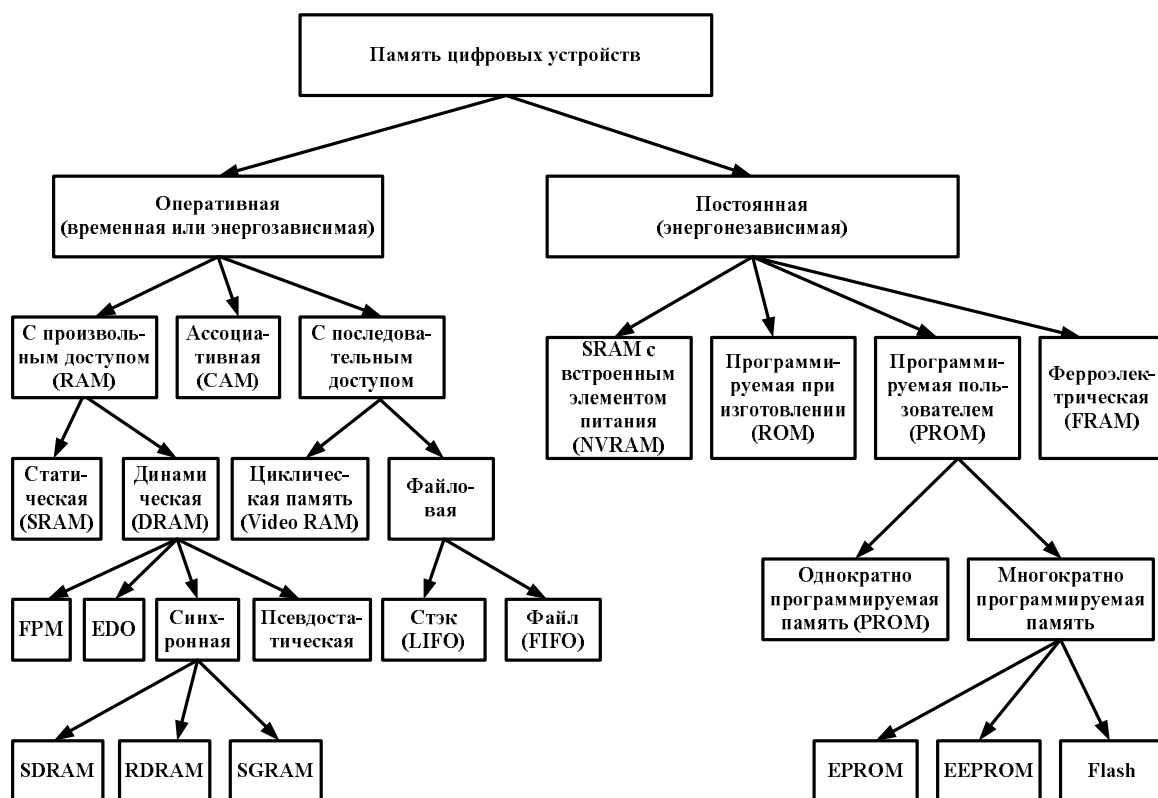 Память цифровых устройств
Оперативная
(временная или энергозависимая)
Постоянная
(энергонезависимая)
С произволь-
ным доступом
(RAM)
Ассоци-
ативная
(CAM)
С последова-
тельным
доступом
SRAM с
встроенным
элементом
питания
(NVRAM)
Программи-
руемая при
изготовлении
(ROM)
Программи-
руемая поль-
зователем
(PROM)
Ферроэлек-
трическая
(FRAM)
Стати-
ческая
(SRAM)
Динами
ческая
(DRAM)
Цикличес-
кая память
(Video RAM)
Файло-
вая
FPM
EDO
Синх-
ронная
Псевдоста-
тическая
Стэк
(LIFO)
Файл
(FIFO)
Однократно
программируемая
память (PROM)
Многократно
программируемая
память
SDRAM
RDRAM
SGRAM
EPROM
EEPROM
Flash